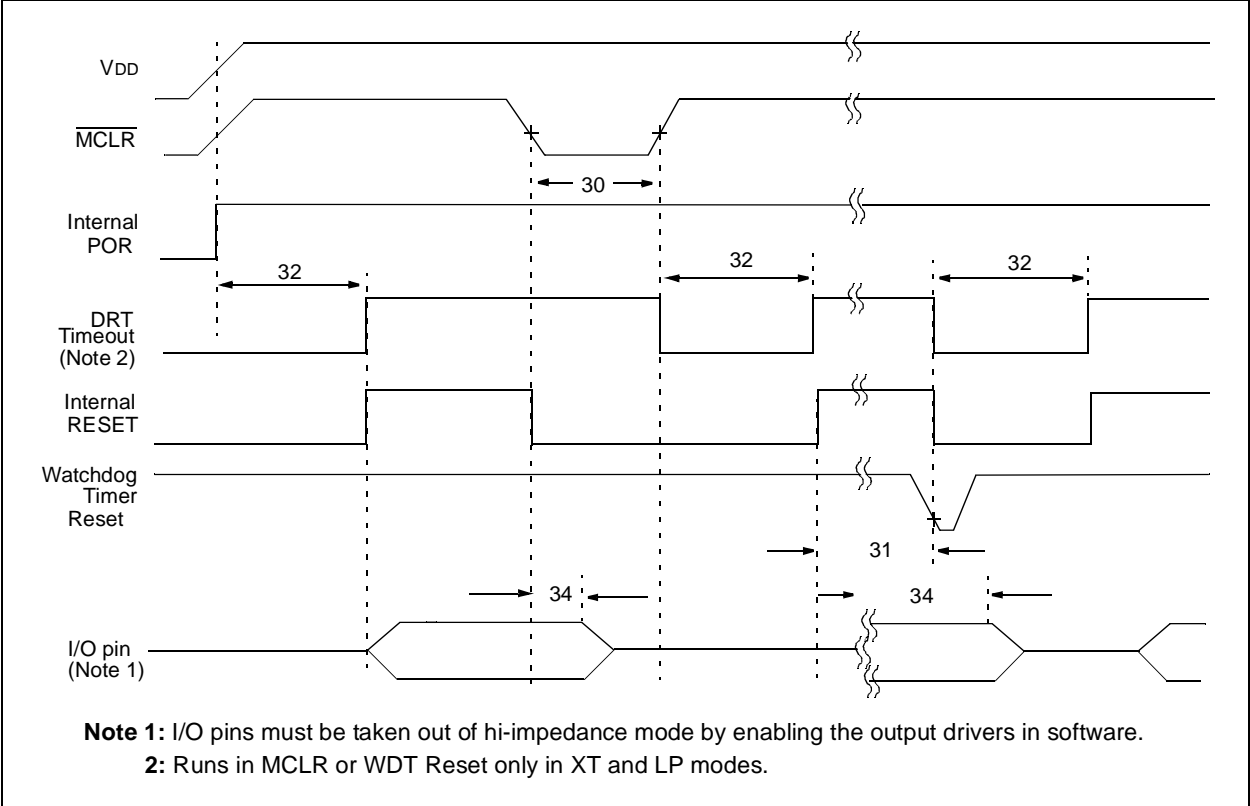 VDD
MCLR
30
Internal
POR
32
32
32
DRT
Timeout
(Note 2)
Internal
RESET
Watchdog
Timer
Reset
31
34
34
I/O pin
(Note 1)
Note 1: I/O pins must be taken out of hi-impedance mode by enabling the output drivers in software.
2: Runs in MCLR or WDT Reset only in XT and LP modes.